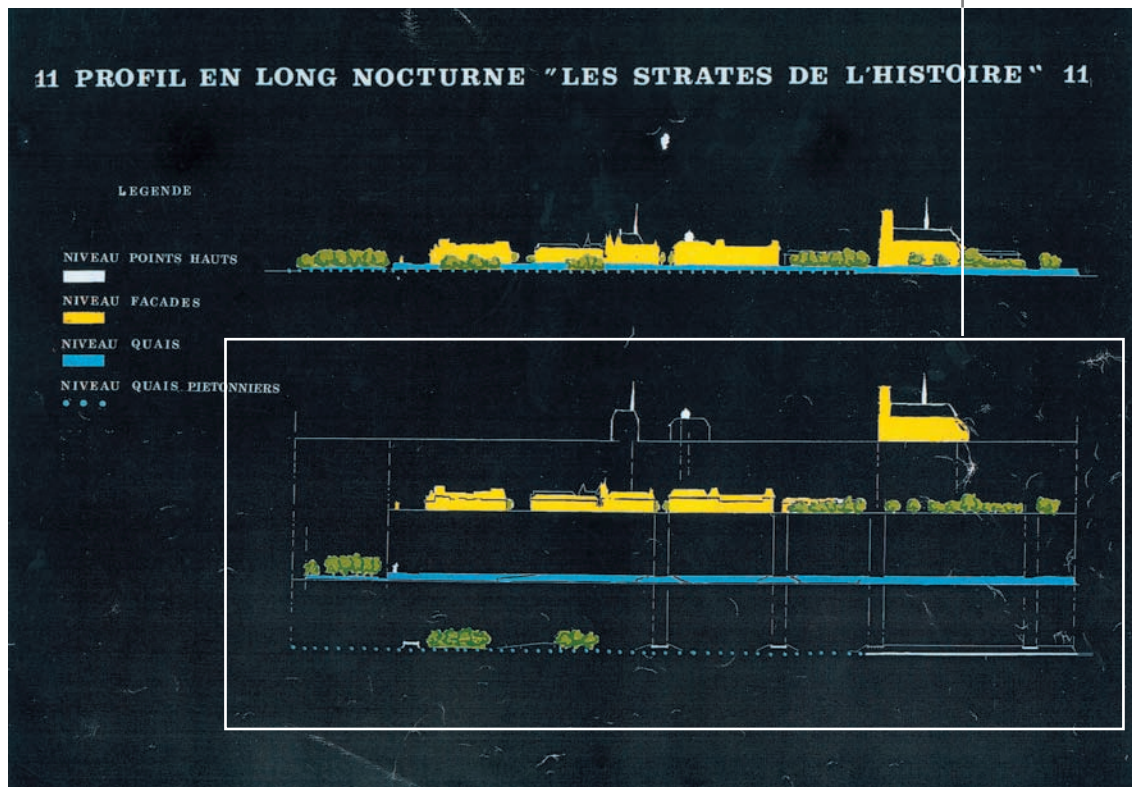 11 PROFIL EN LONG NOCTURNE "LES STRATES DE L'HISTOIRE" 11
LEGENDE
NIVEAU POINTS HAUTS
NIVEAU FACADES
NIVEAU QUAIS
NIVEAU QUAIS PIETONNIERS